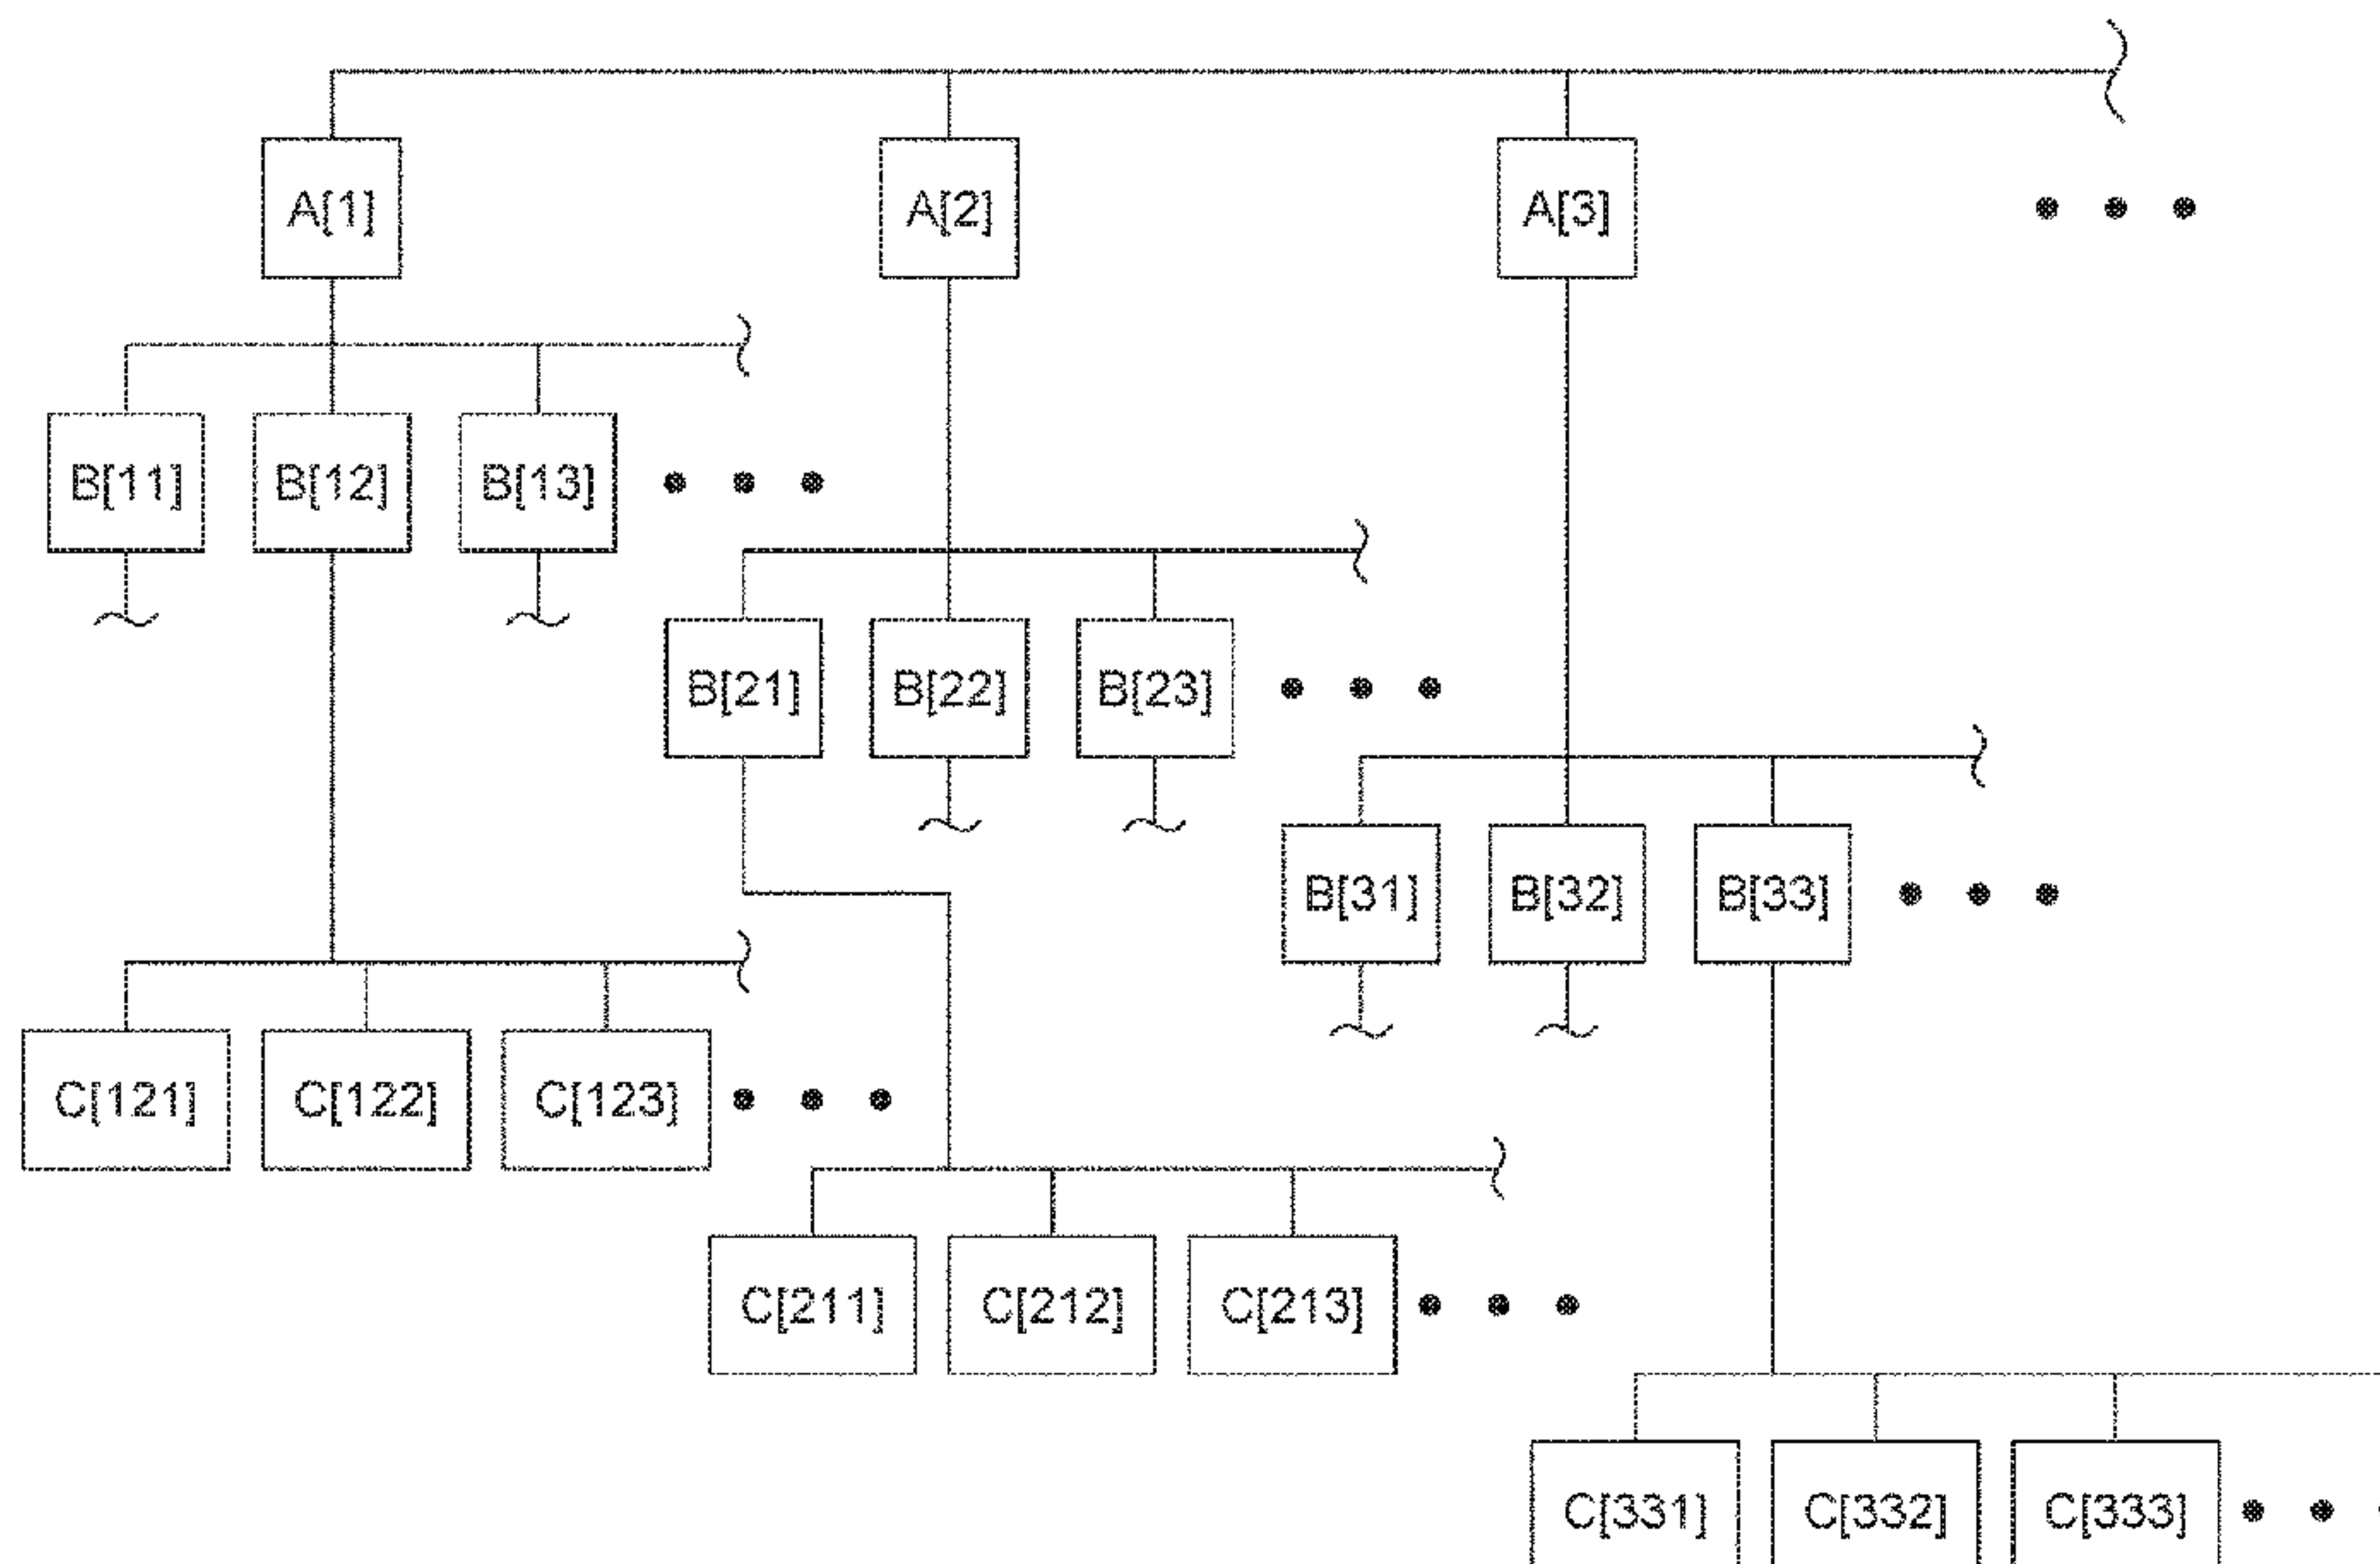 A[1] A[2] A[3]
B[11] B[12] B[13]
B[21] B[22] B[23]
B[31] B[32] B[33]
C[121] C[122] C[123]
C[211] C[212] C[213]
C[331] C[332] C[333]